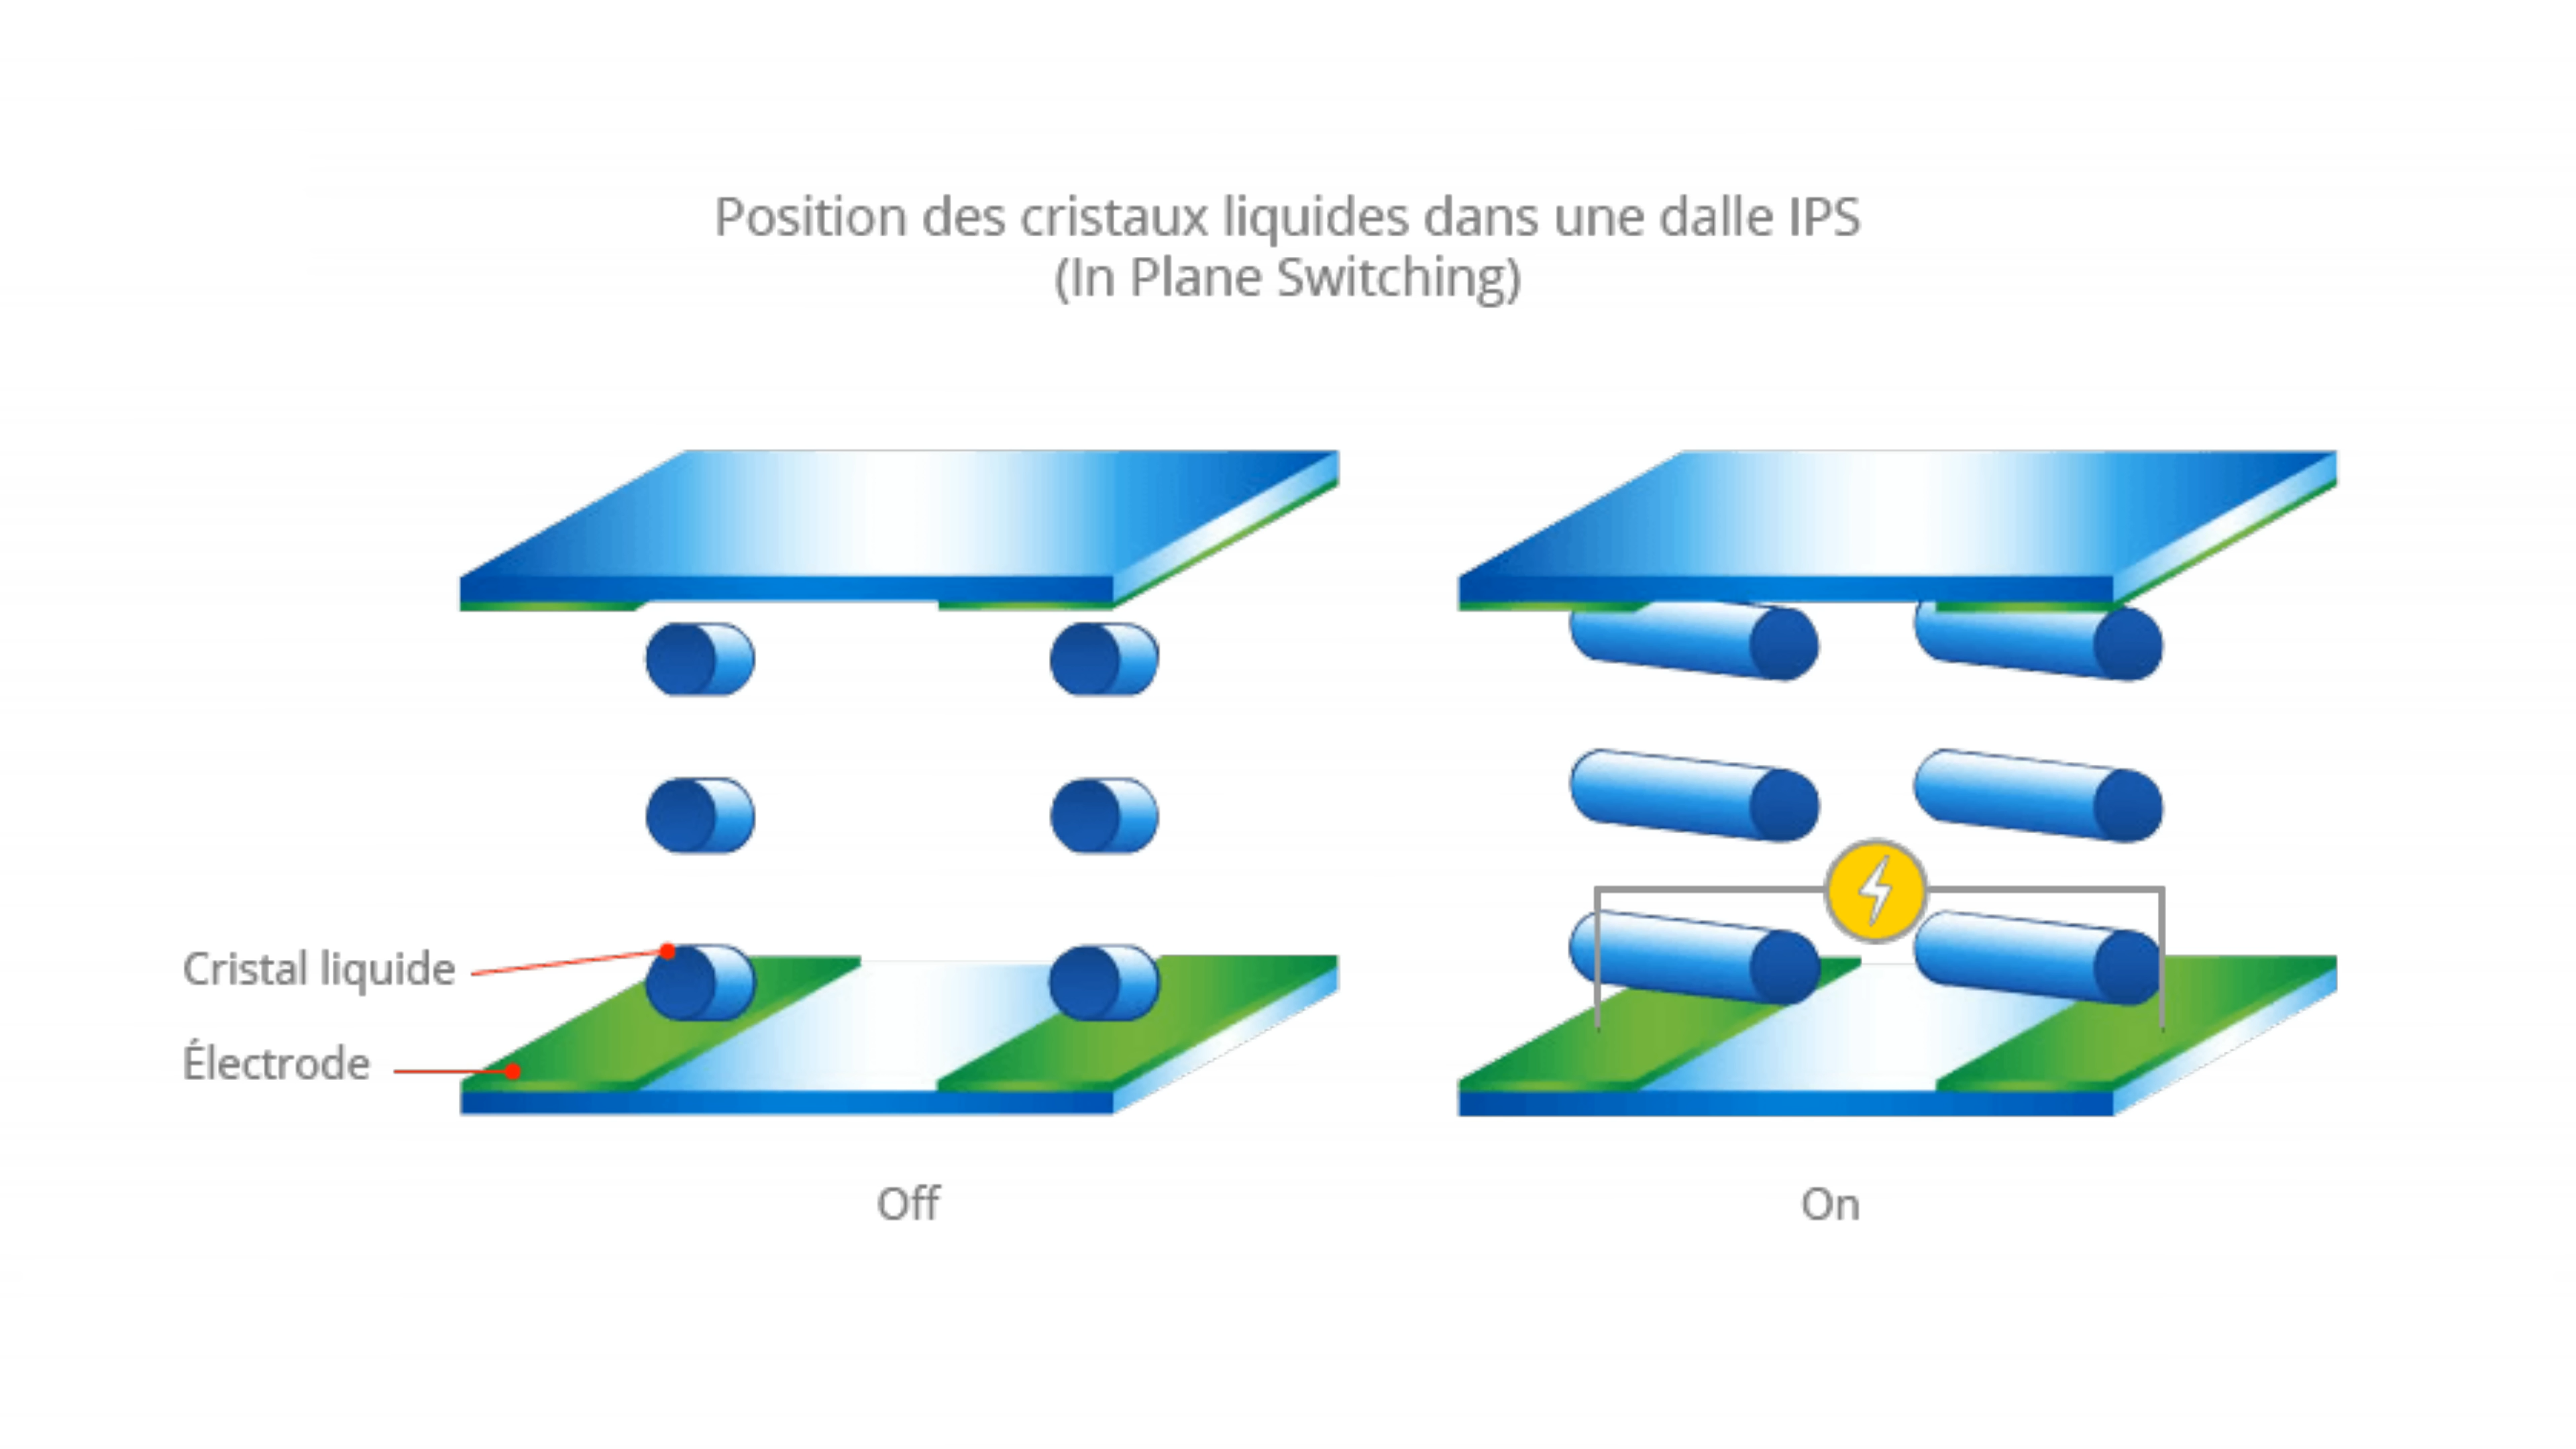 Position des cristaux liquides dans une dalle IPS
(In Plane Switching)
Cristal liquide
Électrode
Off
On